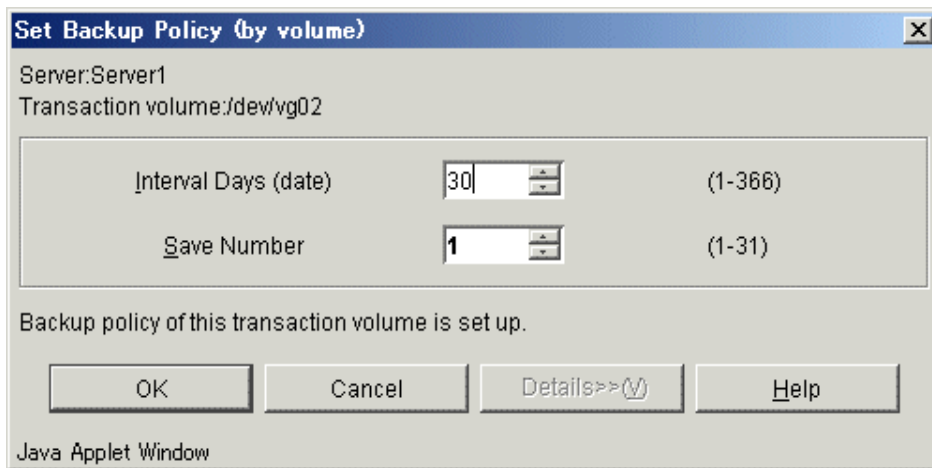 Set Backup Policy (by volume)
Server:Server1
Transaction volume:/dev/vg02
Interval Days (date) 30 (1-366)
Save Number 1 (1-31)
Backup policy of this transaction volume is set up.
OK Cancel Details>>(V) Help
Java Applet Window